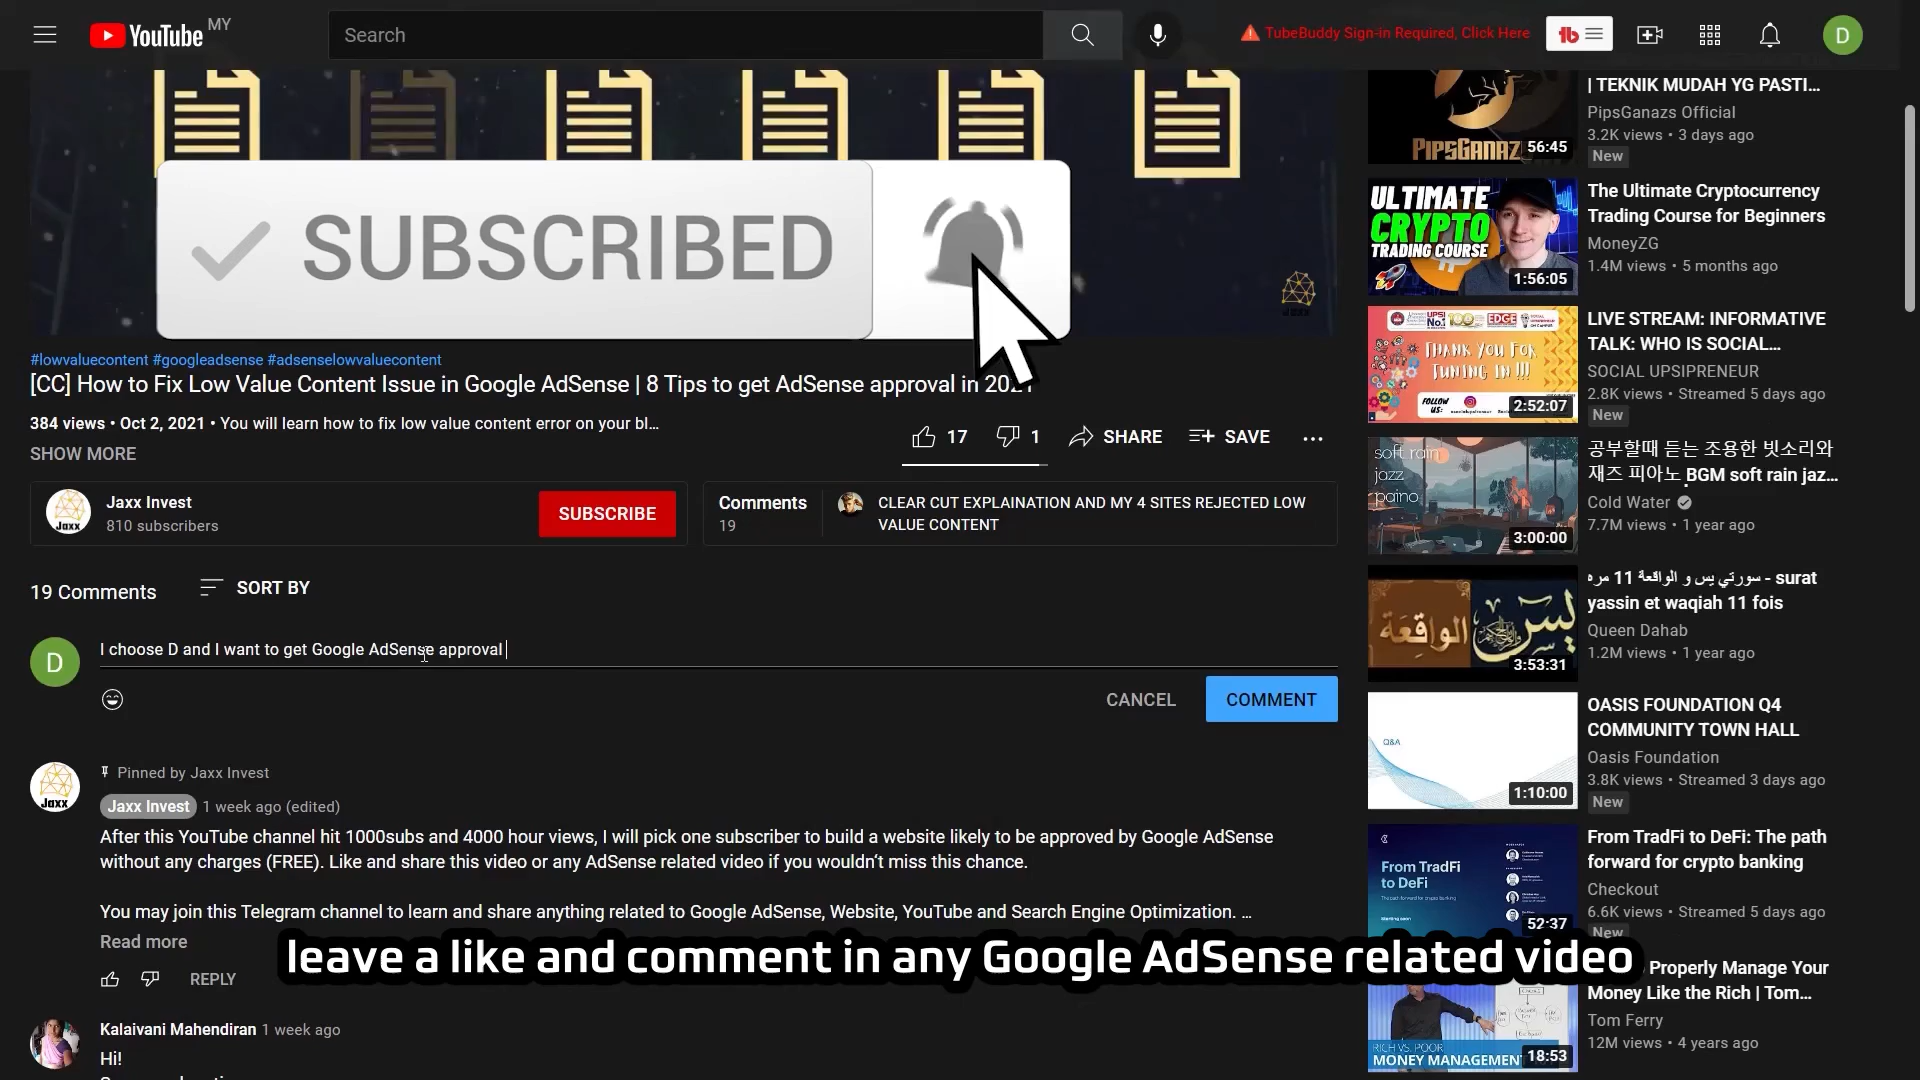 YouTube MY
Search
TubeBuddy Sign-in Required, Click Here
tb
D
SUBSCRIBED
JAXX
#lowvaluecontent #googleadsense #adsenselowvaluecontent
[CC] How to Fix Low Value Content Issue in Google AdSense | 8 Tips to get AdSense approval in 2021
384 views • Oct 2, 2021 • You will learn how to fix low value content error on your bl...
SHOW MORE
17
1
SHARE
SAVE
Jaxx
Jaxx Invest
810 subscribers
SUBSCRIBE
Comments
19
CLEAR CUT EXPLAINATION AND MY 4 SITES REJECTED LOW
VALUE CONTENT
19 Comments
SORT BY
D
I choose D and I want to get Google AdSense approval
CANCEL
COMMENT
Jaxx
Pinned by Jaxx Invest
Jaxx Invest 1 week ago (edited)
After this YouTube channel hit 1000subs and 4000 hour views, I will pick one subscriber to build a website likely to be approved by Google AdSense
without any charges (FREE). Like and share this video or any AdSense related video if you wouldn't miss this chance.
You may join this Telegram channel to learn and share anything related to Google AdSense, Website, YouTube and Search Engine Optimization. ...
Read more
REPLY
leave a like and comment in any Google AdSense related video
Kalaivani Mahendiran 1 week ago
Hi!
PIPSGANAZ
56:45
| TEKNIK MUDAH YG PASTI...
PipsGanazs Official
3.2K views • 3 days ago
New
ULTIMATE
CRYPTO
TRADING COURSE
1:56:05
The Ultimate Cryptocurrency
Trading Course for Beginners
MoneyZG
1.4M views • 5 months ago
UPSI
No.1
EDGE
THANK YOU FOR
TUNING IN !!!
FOLLOW
US:
2:52:07
LIVE STREAM: INFORMATIVE
TALK: WHO IS SOCIAL...
SOCIAL UPSIPRENEUR
2.8K views • Streamed 5 days ago
New
soft rain
jazz
paino
3:00:00
공부할때 듣는 조용한 빗소리와
재즈 피아노 BGM soft rain jaz...
Cold Water
7.7M views • 1 year ago
يس
الواقعة
3:53:31
سورتي يس و الواقعة 11 مره - surat
yassin et waqiah 11 fois
Queen Dahab
1.2M views • 1 year ago
Q&A
1:10:00
OASIS FOUNDATION Q4
COMMUNITY TOWN HALL
Oasis Foundation
3.8K views • Streamed 3 days ago
New
From TradFi
to DeFi
52:37
From TradFi to DeFi: The path
forward for crypto banking
Checkout
6.6K views • Streamed 5 days ago
New
RICH VS. POOR
MONEY MANAGEMENT
18:53
Properly Manage Your
Money Like the Rich | Tom...
Tom Ferry
12M views • 4 years ago